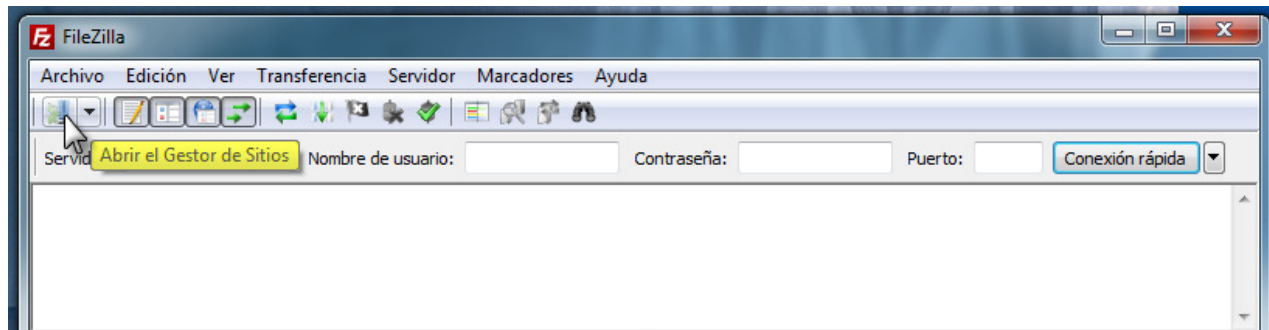 FileZilla
Archivo Edición Ver Transferencia Servidor Marcadores Ayuda
Servid Abrir el Gestor de Sitios Nombre de usuario: Contraseña: Puerto: Conexión rápida